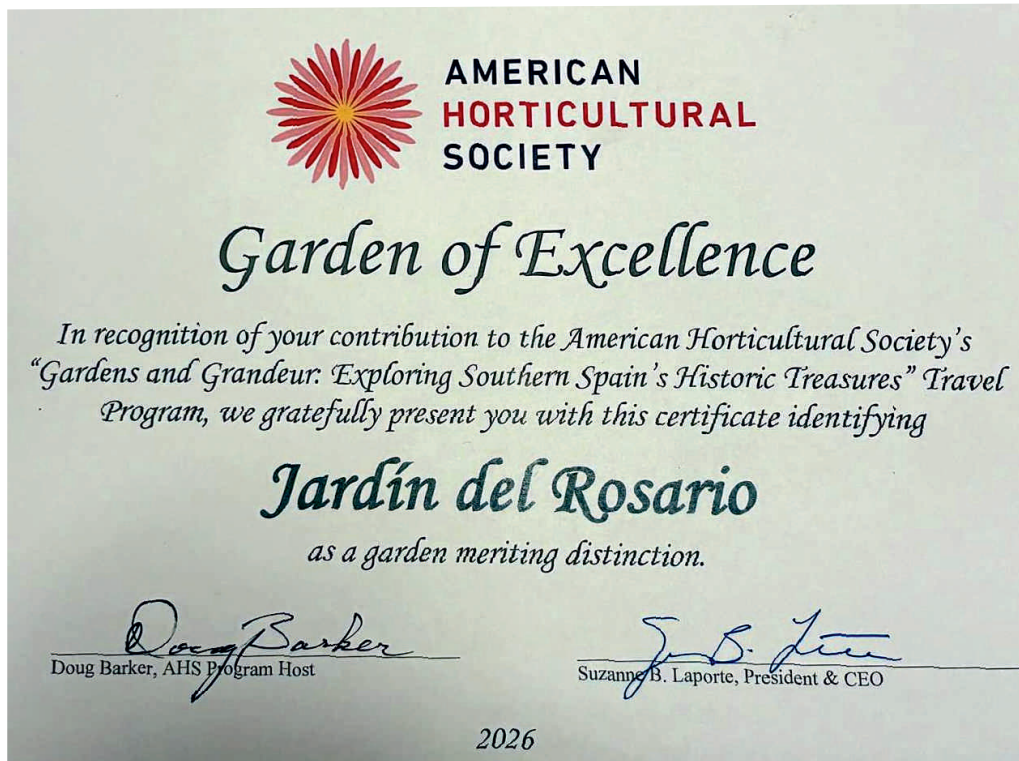 AMERICAN
HORTICULTURAL
SOCIETY
Garden of Excellence
In recognition of your contribution to the American Horticultural Society's
“Gardens and Grandeur: Exploring Southern Spain's Historic Treasures” Travel
Program, we gratefully present you with this certificate identifying
Jardín del Rosario
as a garden meriting distinction.
Doug Barker
Doug Barker, AHS Program Host
Suzanne B. Laporte, President & CEO
2026